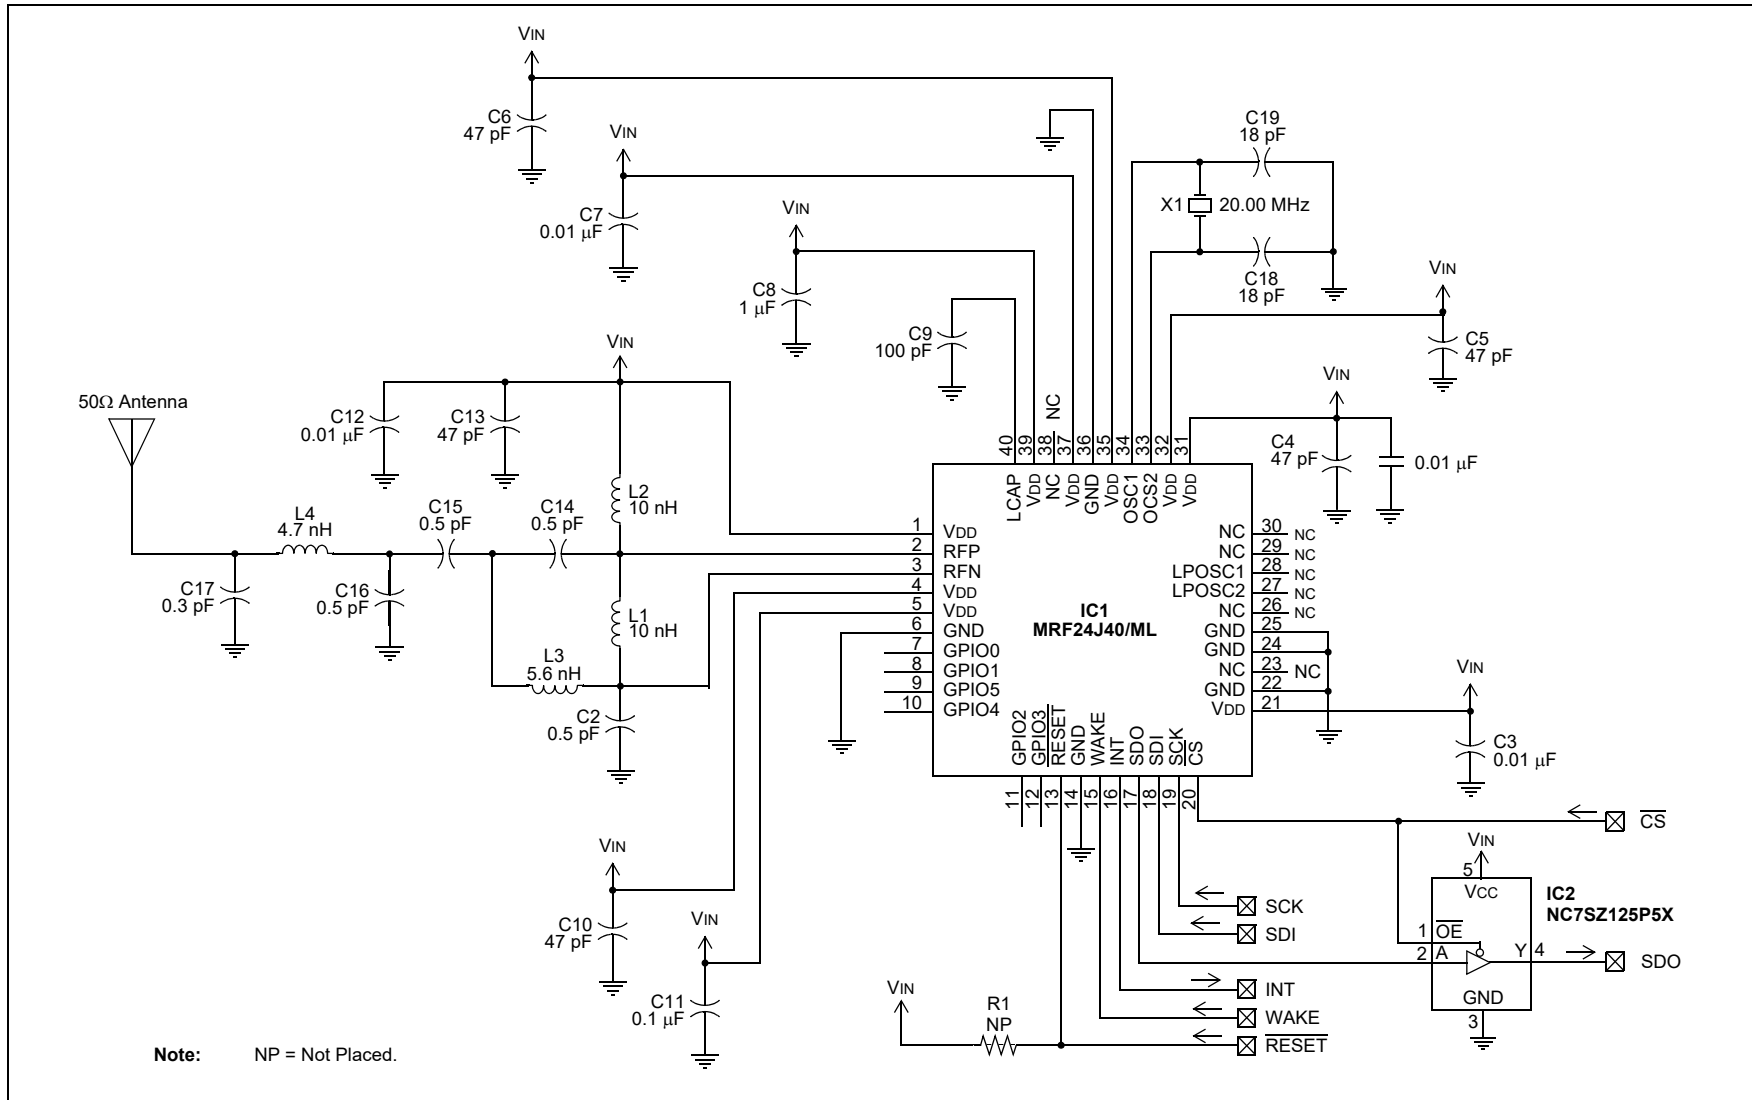 VIN
C6
47 pF
VIN
C7
0.01 µF
VIN
C8
1 µF
C9
100 pF
C19
18 pF
X1
20.00 MHz
C18
18 pF
VIN
C5
47 pF
VIN
C4
47 pF
0.01 µF
VIN
50Ω Antenna
C12
0.01 µF
C13
47 pF
L2
10 nH
L4
4.7 nH
C15
0.5 pF
C14
0.5 pF
C17
0.3 pF
C16
0.5 pF
L1
10 nH
L3
5.6 nH
C2
0.5 pF
NC
40
39
38
37
36
35
34
33
32
31
LCAP
VDD
NC
VDD
GND
VDD
OSC1
OCS2
VDD
VDD
1 VDD
2 RFP
3 RFN
4 VDD
5 VDD
6 GND
7 GPIO0
8 GPIO1
9 GPIO5
10 GPIO4
IC1
MRF24J40/ML
NC 30 NC
NC 29 NC
LPOSC1 28 NC
LPOSC2 27 NC
NC 26 NC
GND 25
GND 24
NC 23 NC
GND 22
VDD 21
GPIO2
GPIO3
RESET
GND
WAKE
INT
SDO
SDI
SCK
CS
11
12
13
14
15
16
17
18
19
20
VIN
C3
0.01 µF
CS
VIN
5
VCC
IC2
NC7SZ125P5X
1 OE
2 A
Y 4
GND
3
SDO
SCK
SDI
INT
WAKE
RESET
VIN
R1
NP
VIN
C10
47 pF
VIN
C11
0.1 µF
Note: NP = Not Placed.